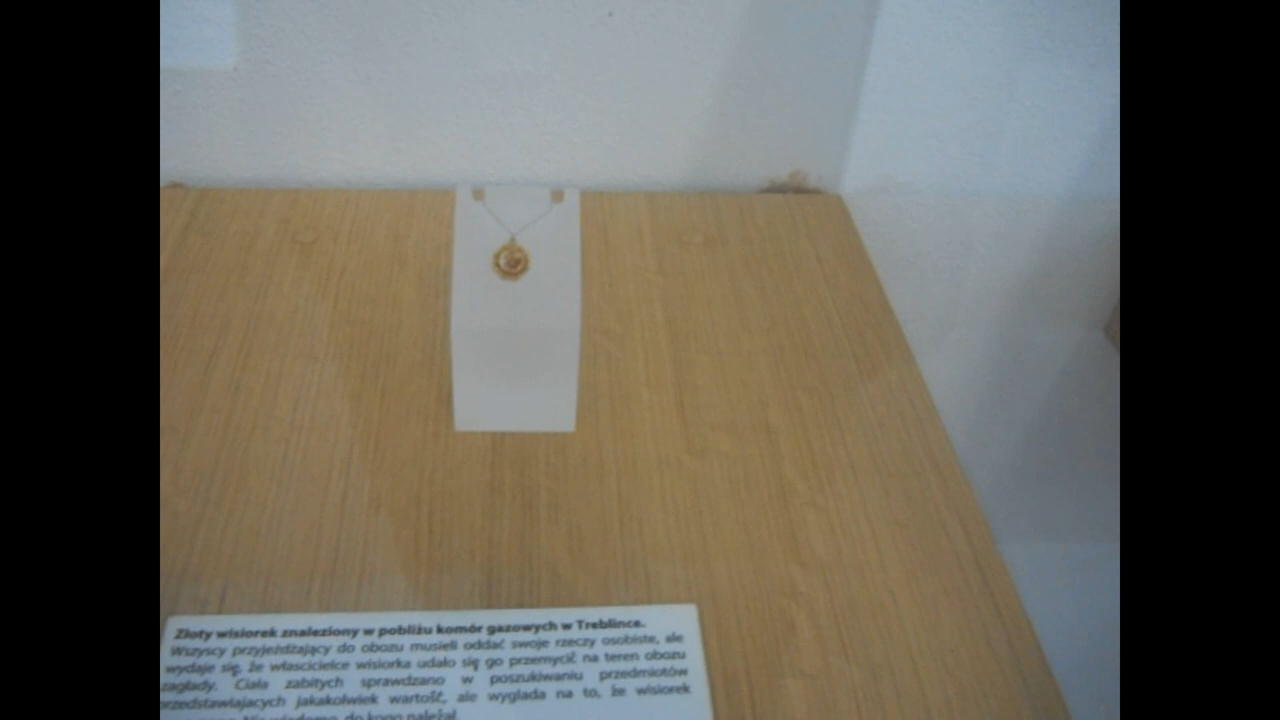 Złoty wisiorek znaleziony w pobliżu komór gazowych w Treblince.
Wszyscy przyjeżdżający do obozu musieli oddać swoje rzeczy osobiste, ale
wydaje się, że właścicielce wisiorka udało się go przemycić na teren obozu
zagłady. Ciała zabitych sprawdzano w poszukiwaniu przedmiotów
przedstawiających jakąkolwiek wartość, ale wygląda na to, że wisiorek
Nie wiadomo, do kogo należał.